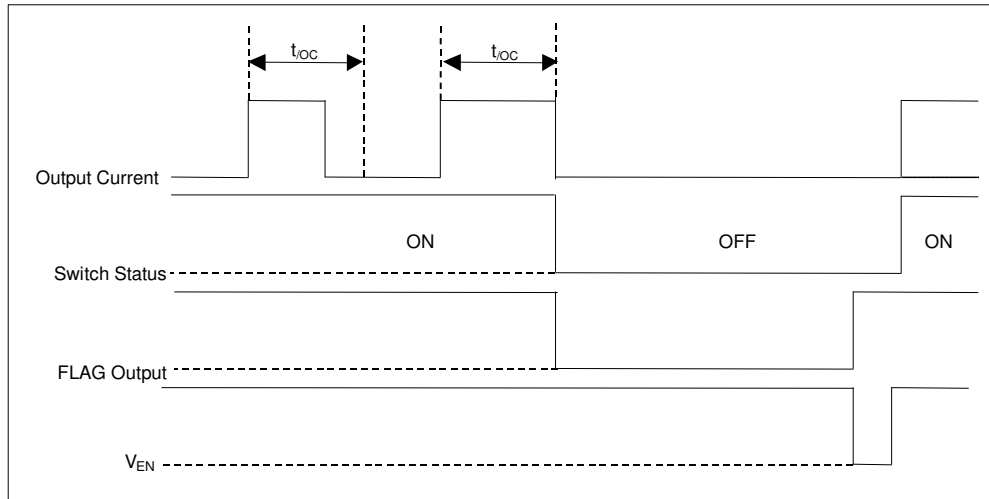 t/OC
t/OC
Output Current
ON
OFF
ON
Switch Status
FLAG Output
VEN